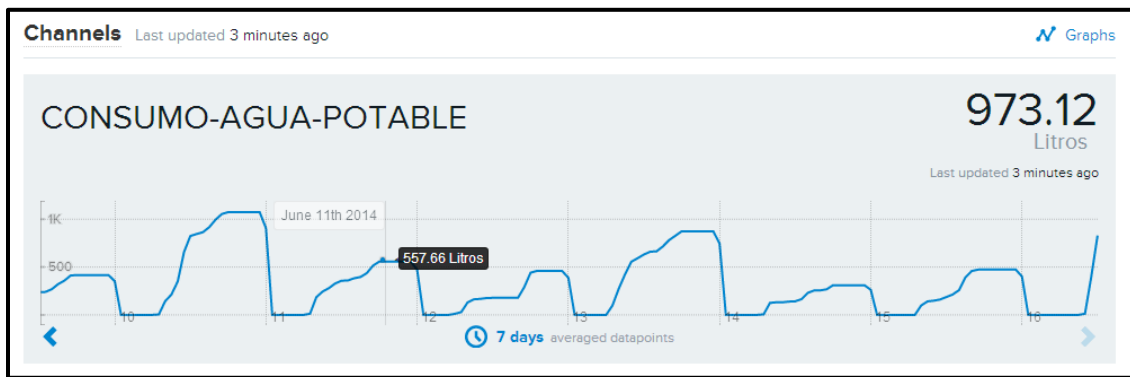 Channels Last updated 3 minutes ago
Graphs
CONSUMO-AGUA-POTABLE
973.12
Litros
Last updated 3 minutes ago
1K
500
June 11th 2014
557.66 Litros
10 11 12 13 14 15 16
7 days averaged datapoints